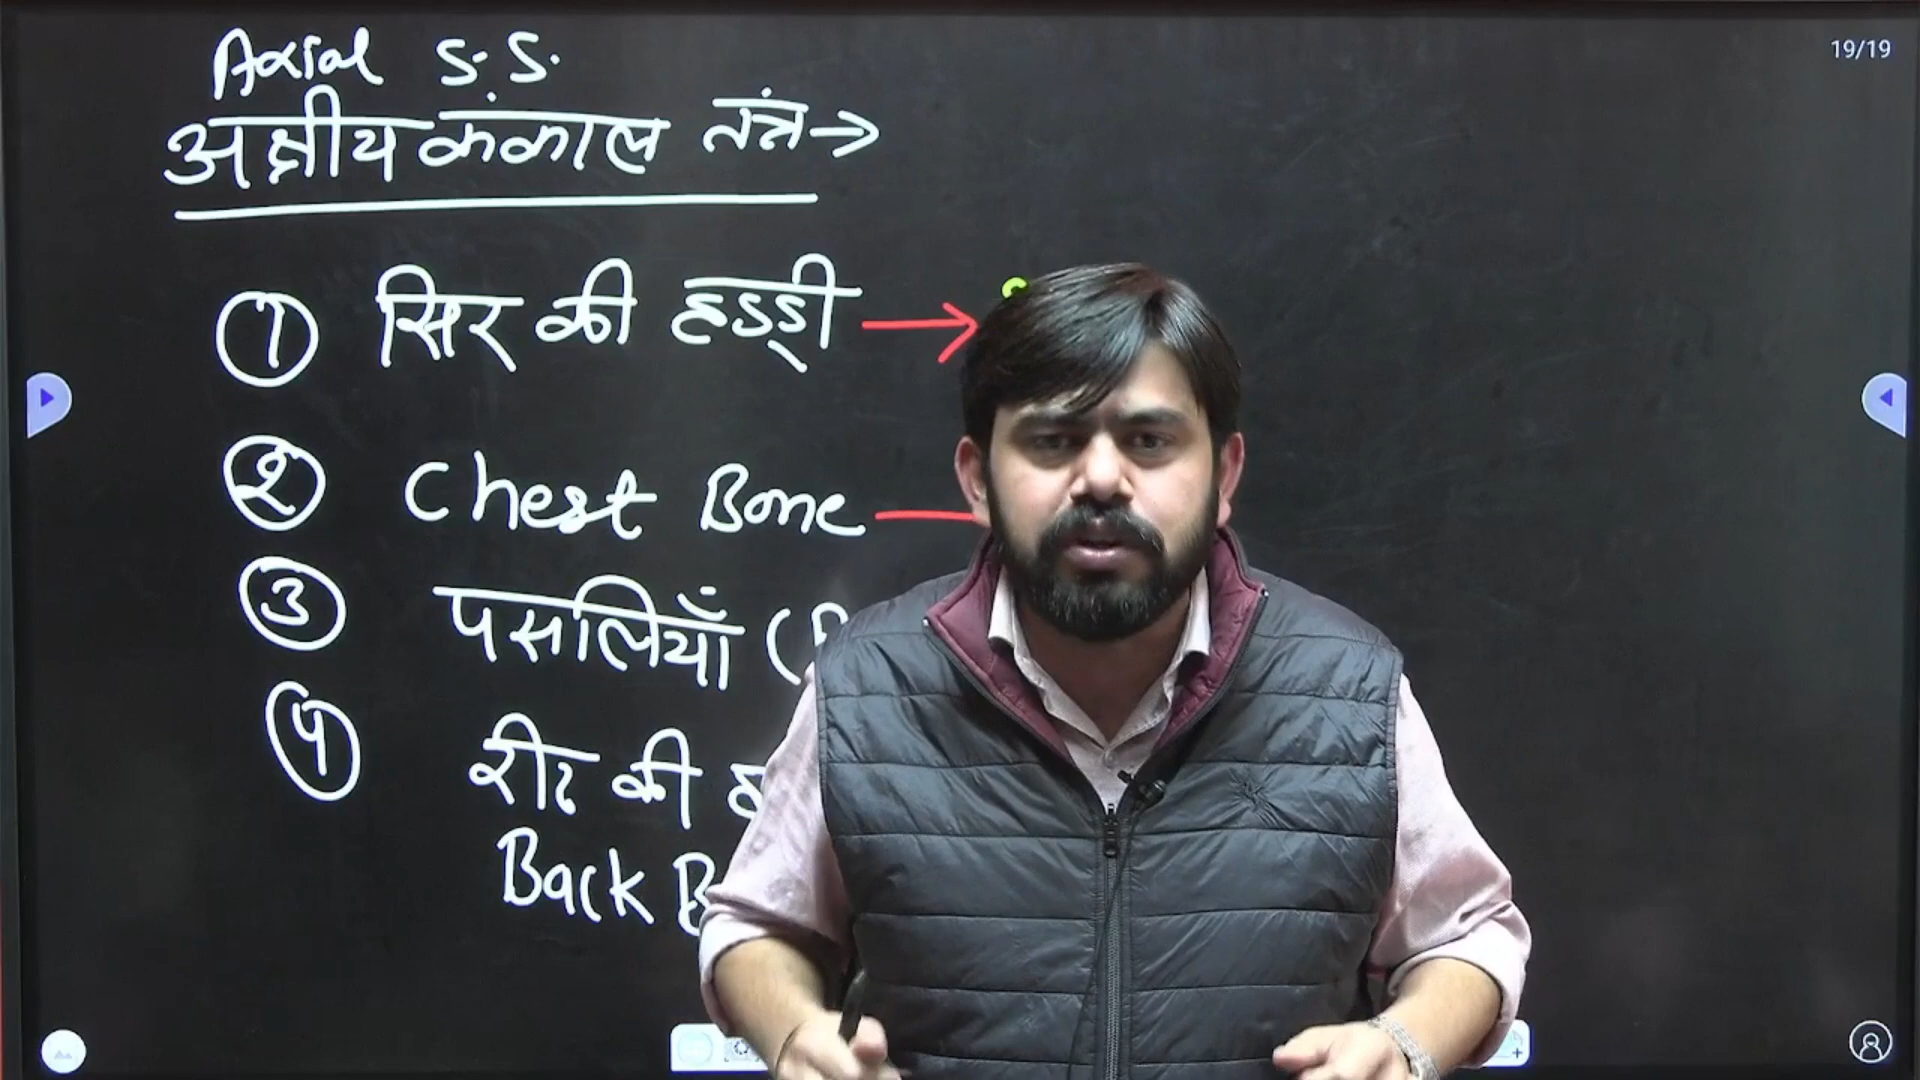 19/19
Axial S.S.
अक्षीय कंकाल तंत्र→
① सिर की हड्डी →
② Chest Bone
③ पसलियाँ (
④ रीढ की
Back